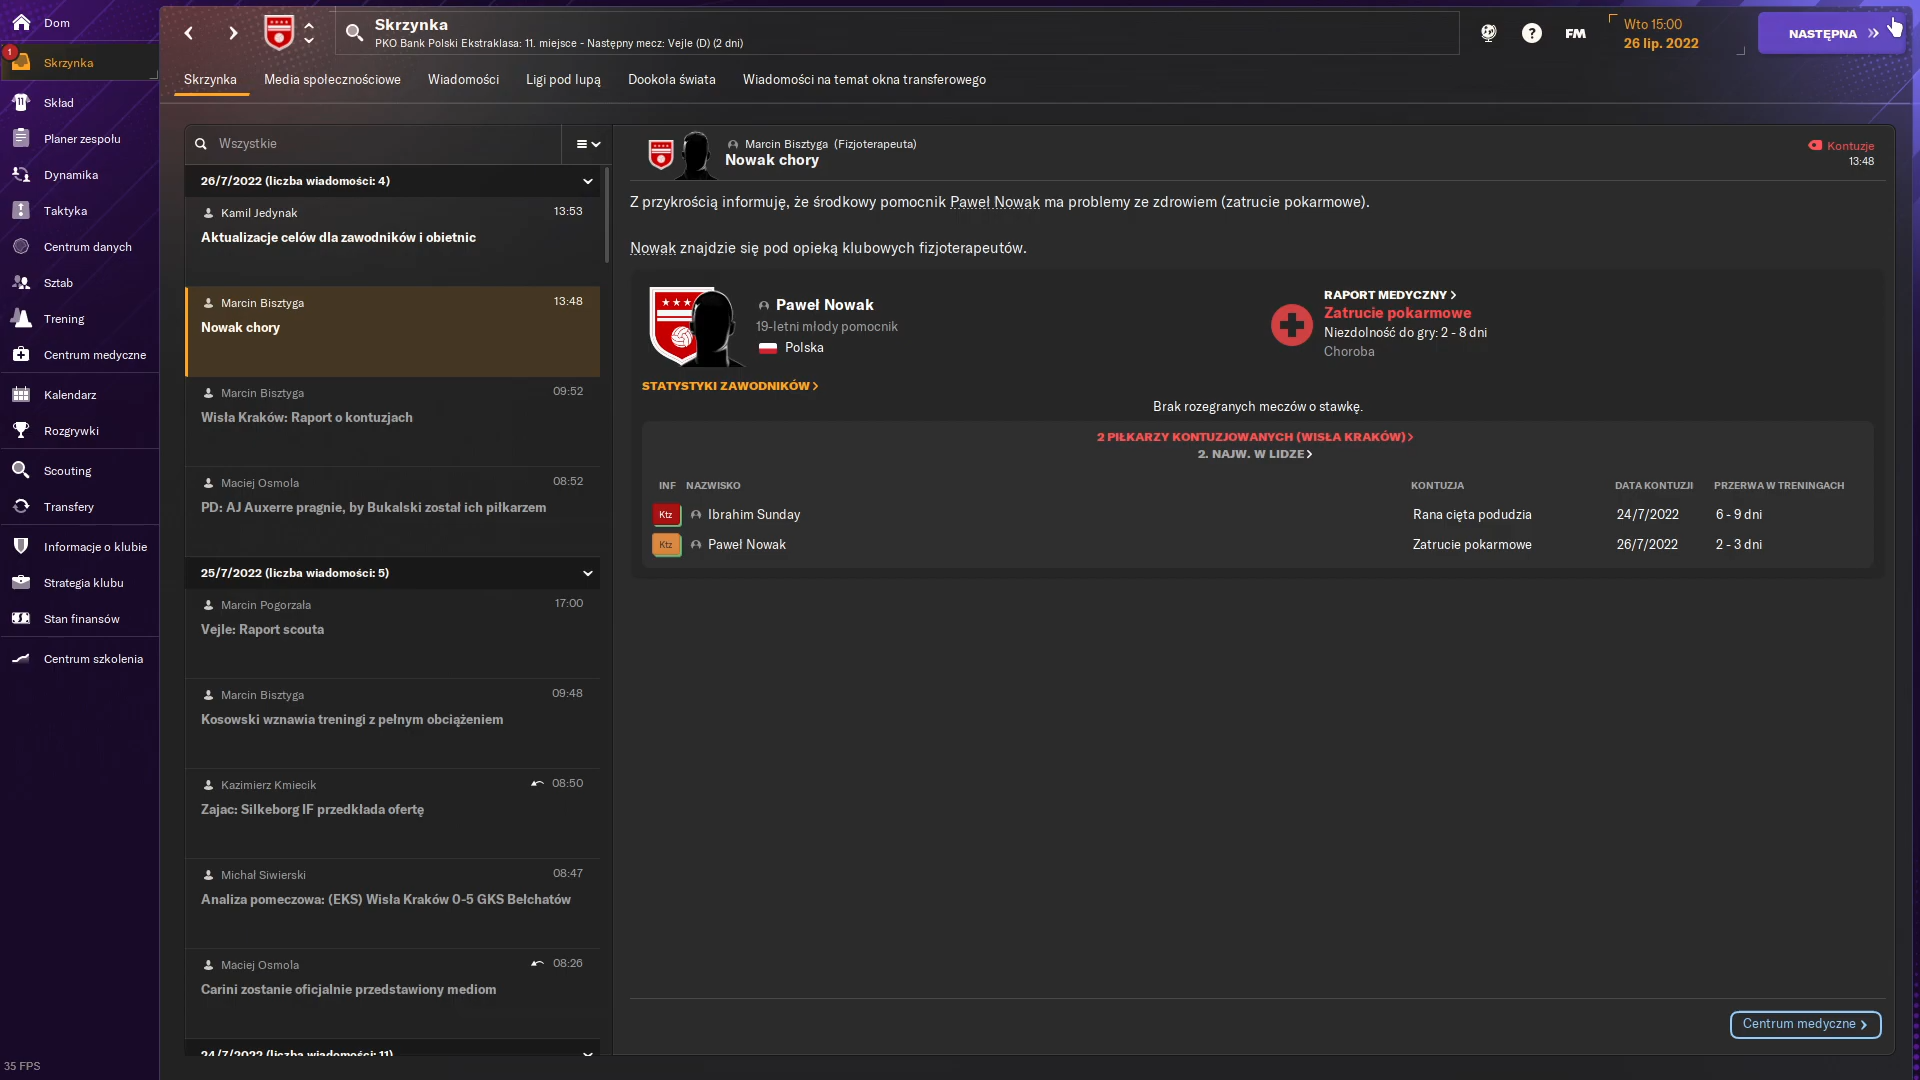 Dom
1
Skrzynka
Skład
Planer zespołu
Dynamika
Taktyka
Centrum danych
Sztab
Trening
Centrum medyczne
Kalendarz
Rozgrywki
Scouting
Transfery
Informacje o klubie
Strategia klubu
Stan finansów
Centrum szkolenia
35 FPS
Skrzynka
PKO Bank Polski Ekstraklasa: 11. miejsce - Następny mecz: Vejle (D) (2 dni)
?
FM
Wto 15:00
26 lip. 2022
NASTĘPNA
Skrzynka
Media społecznościowe
Wiadomości
Ligi pod lupą
Dookoła świata
Wiadomości na temat okna transferowego
Wszystkie
26/7/2022 (liczba wiadomości: 4)
Kamil Jedynak 13:53
Aktualizacje celów dla zawodników i obietnic
Marcin Bisztyga 13:48
Nowak chory
Marcin Bisztyga 09:52
Wisła Kraków: Raport o kontuzjach
Maciej Osmola 08:52
PD: AJ Auxerre pragnie, by Bukalski został ich piłkarzem
25/7/2022 (liczba wiadomości: 5)
Marcin Pogorzała 17:00
Vejle: Raport scouta
Marcin Bisztyga 09:48
Kosowski wznawia treningi z pełnym obciążeniem
Kazimierz Kmiecik 08:50
Zajac: Silkeborg IF przedkłada ofertę
Michał Siwierski 08:47
Analiza pomeczowa: (EKS) Wisła Kraków 0-5 GKS Bełchatów
Maciej Osmola 08:26
Carini zostanie oficjalnie przedstawiony mediom
24/7/2022 (liczba wiadomości: 11)
Marcin Bisztyga (Fizjoterapeuta)
Nowak chory
Kontuzje
13:48
Z przykrością informuję, że środkowy pomocnik Paweł Nowak ma problemy ze zdrowiem (zatrucie pokarmowe).
Nowak znajdzie się pod opieką klubowych fizjoterapeutów.
Paweł Nowak
19-letni młody pomocnik
Polska
RAPORT MEDYCZNY
Zatrucie pokarmowe
Niezdolność do gry: 2 - 8 dni
Choroba
STATYSTYKI ZAWODNIKÓW
Brak rozegranych meczów o stawkę.
2 PIŁKARZY KONTUZJOWANYCH (WISŁA KRAKÓW)
2. NAJW. W LIDZE
INF NAZWISKO KONTUZJA DATA KONTUZJI PRZERWA W TRENINGACH
Ktz Ibrahim Sunday Rana cięta podudzia 24/7/2022 6 - 9 dni
Ktz Paweł Nowak Zatrucie pokarmowe 26/7/2022 2 - 3 dni
Centrum medyczne